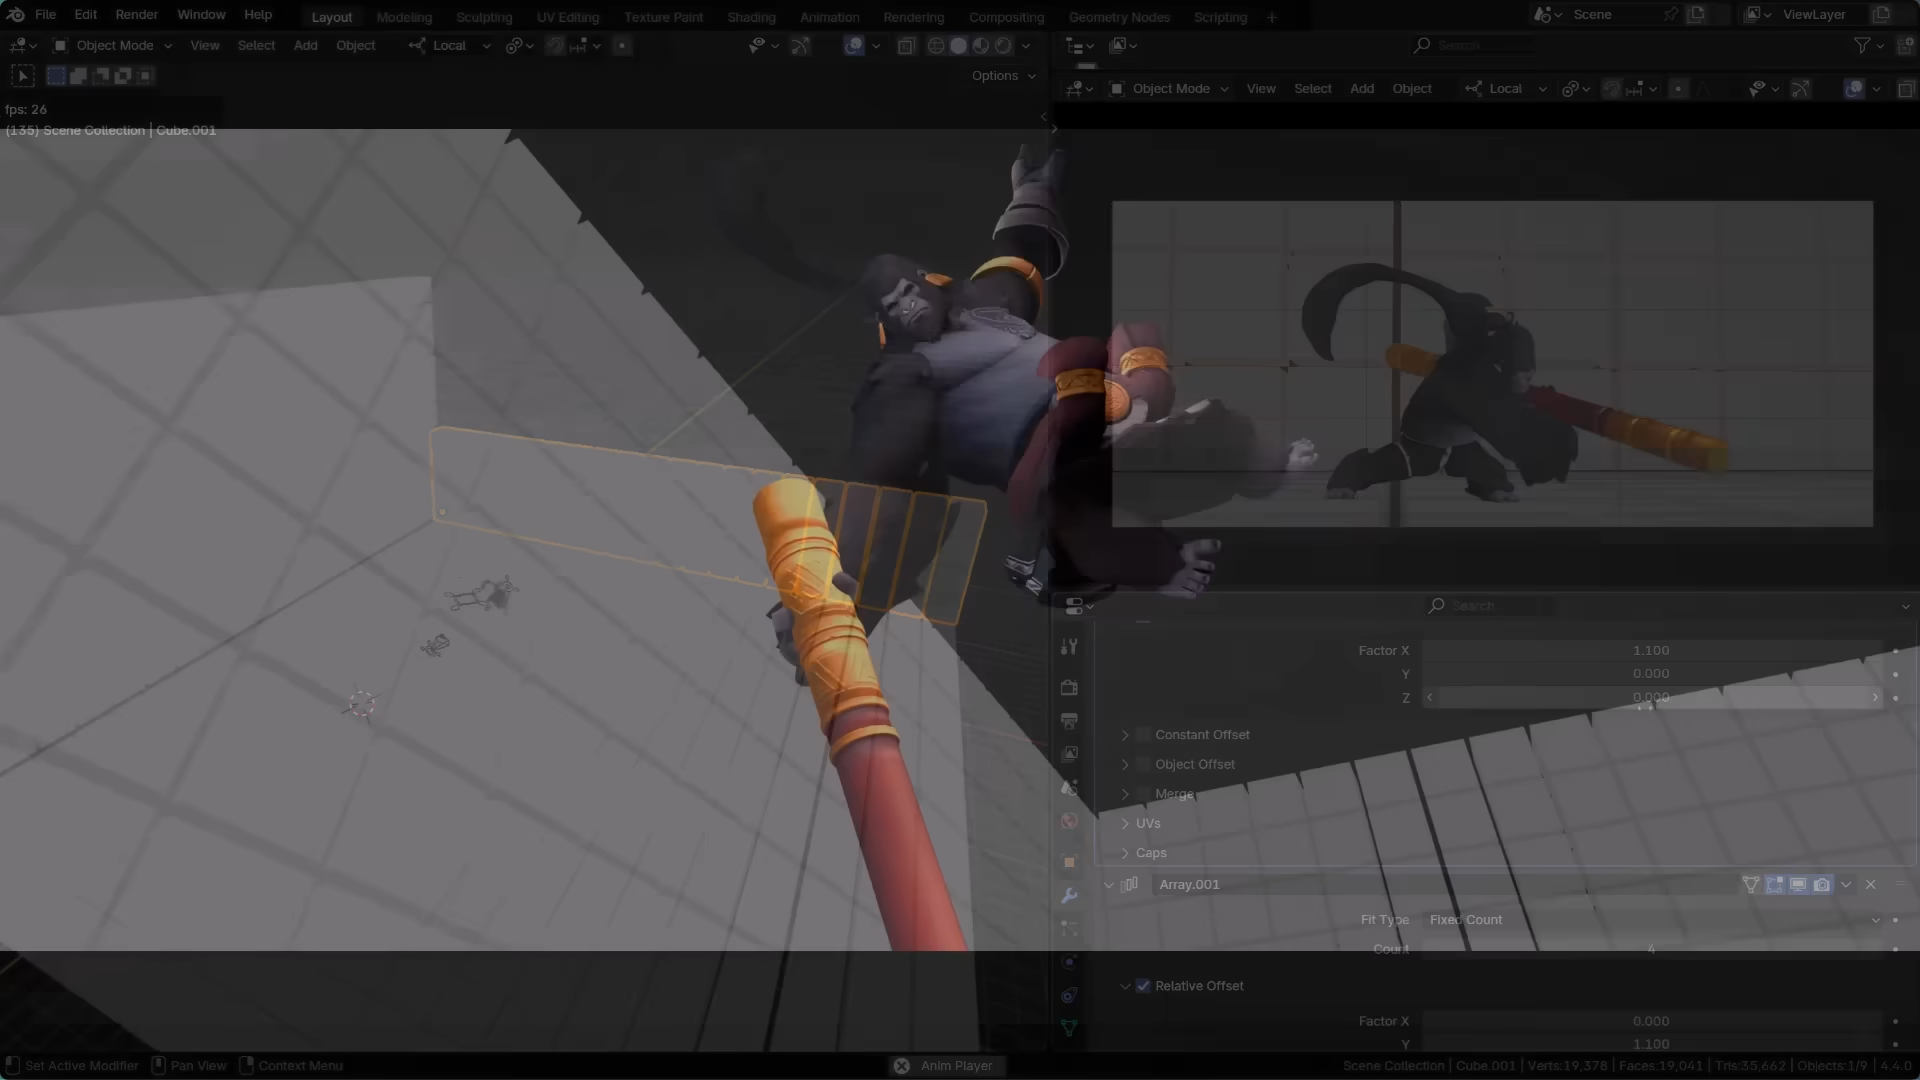 File Edit Render Window Help Layout Modeling Sculpting UV Editing Texture Paint Shading Animation Rendering Compositing Geometry Nodes Scripting + Scene ViewLayer
Object Mode View Select Add Object Local Search
Options
Object Mode View Select Add Object Local
fps: 26
(135) Scene Collection | Cube.001
Search
Factor X 1.100
Y 0.000
Z 0.000
Constant Offset
Object Offset
Merge
UVs
Caps
Array.001
Fit Type Fixed Count
Count 4
Relative Offset
Factor X 0.000
Y 1.100
Set Active Modifier Pan View Context Menu Anim Player Scene Collection | Cube.001 | Verts:19,378 | Faces:19,041 | Tris:35,662 | Objects:1/9 | 4.4.0